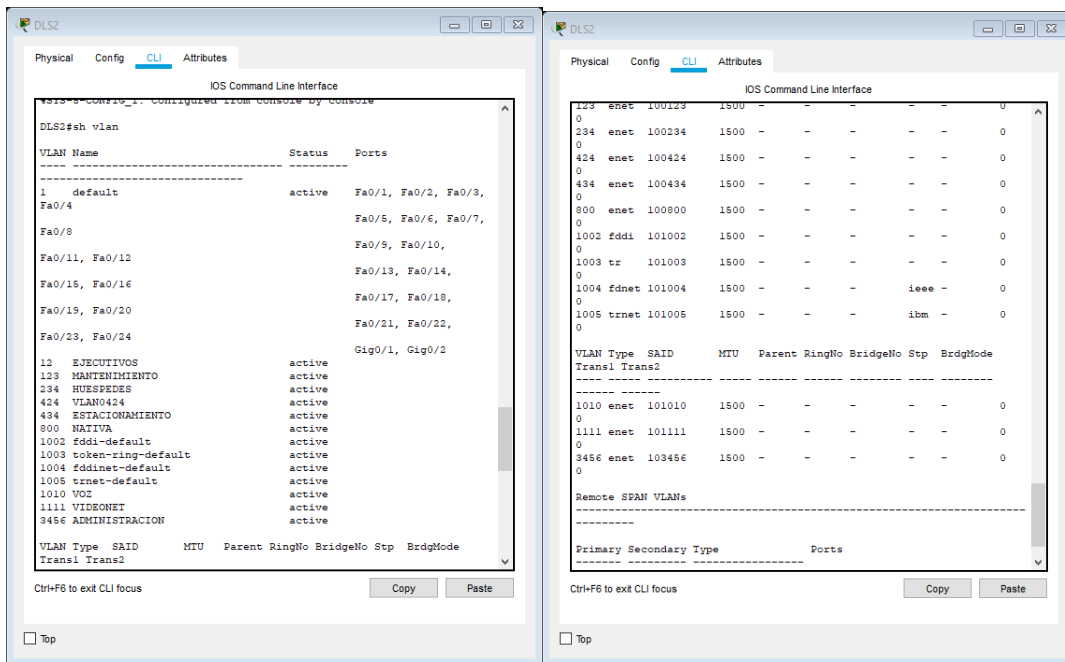 DLS2
Physical Config CLI Attributes
IOS Command Line Interface
%SYS-5-CONFIG_I: Configured from console by console
DLS2#sh vlan
VLAN Name Status Ports
---- -------------------------------- --------- -------------------------------
1 default active Fa0/1, Fa0/2, Fa0/3,
Fa0/4
Fa0/5, Fa0/6, Fa0/7,
Fa0/8
Fa0/9, Fa0/10,
Fa0/11, Fa0/12
Fa0/13, Fa0/14,
Fa0/15, Fa0/16
Fa0/17, Fa0/18,
Fa0/19, Fa0/20
Fa0/21, Fa0/22,
Fa0/23, Fa0/24
Gig0/1, Gig0/2
12 EJECUTIVOS active
123 MANTENIMIENTO active
234 HUESPEDES active
424 VLAN0424 active
434 ESTACIONAMIENTO active
800 NATIVA active
1002 fddi-default active
1003 token-ring-default active
1004 fddinet-default active
1005 trnet-default active
1010 VOZ active
1111 VIDEONET active
3456 ADMINISTRACION active
VLAN Type SAID MTU Parent RingNo BridgeNo Stp BrdgMode
Trans1 Trans2
Ctrl+F6 to exit CLI focus
Copy Paste
Top
DLS2
Physical Config CLI Attributes
IOS Command Line Interface
123 enet 100123 1500 - - - - - 0
0
234 enet 100234 1500 - - - - - 0
0
424 enet 100424 1500 - - - - - 0
0
434 enet 100434 1500 - - - - - 0
0
800 enet 100800 1500 - - - - - 0
0
1002 fddi 101002 1500 - - - - - 0
0
1003 tr 101003 1500 - - - - - 0
0
1004 fdnet 101004 1500 - - - ieee - 0
0
1005 trnet 101005 1500 - - - ibm - 0
0
VLAN Type SAID MTU Parent RingNo BridgeNo Stp BrdgMode
Trans1 Trans2
---- ----- ---------- ----- ------ ------ -------- ---- --------
------ ------
1010 enet 101010 1500 - - - - - 0
0
1111 enet 101111 1500 - - - - - 0
0
3456 enet 103456 1500 - - - - - 0
0
Remote SPAN VLANs
----------------------------------------------------------------------
---------
Primary Secondary Type Ports
------- --------- -----------------
Ctrl+F6 to exit CLI focus
Copy Paste
Top